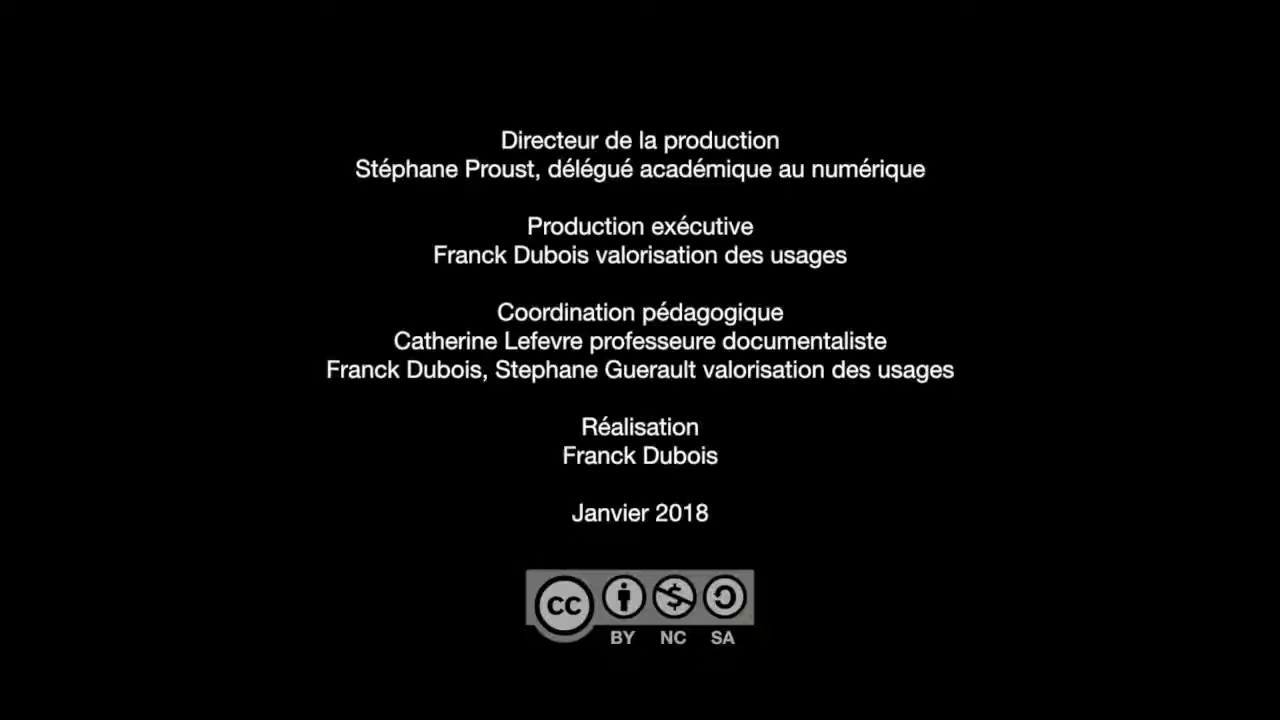 Directeur de la production
Stéphane Proust, délégué académique au numérique
Production exécutive
Franck Dubois valorisation des usages
Coordination pédagogique
Catherine Lefevre professeure documentaliste
Franck Dubois, Stephane Guerault valorisation des usages
Réalisation
Franck Dubois
Janvier 2018
cc
BY NC SA